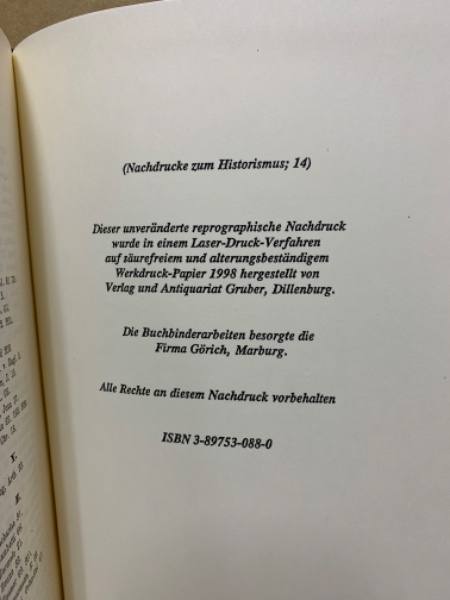 (Nachdrucke zum Historismus; 14)
Dieser unveränderte reprographische Nachdruck
wurde in einem Laser-Druck-Verfahren
auf säurefreiem und alterungsbeständigem
Werkdruck-Papier 1998 hergestellt von
Verlag und Antiquariat Gruber, Dillenburg.
Die Buchbinderarbeiten besorgte die
Firma Görich, Marburg.
Alle Rechte an diesem Nachdruck vorbehalten
ISBN 3-89753-088-0